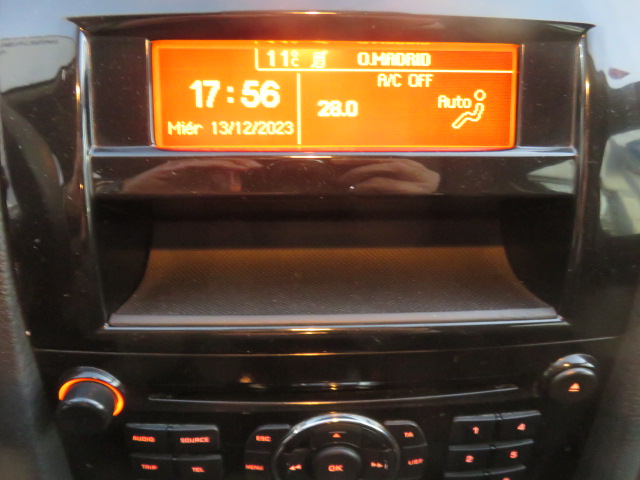 11°C O.MADRID
A/C OFF
17:56
28.0
Auto
Miér 13/12/2023
AUDIO SOURCE ESC TA 1 4
TRIP TEL MENU OK LIST 2 5